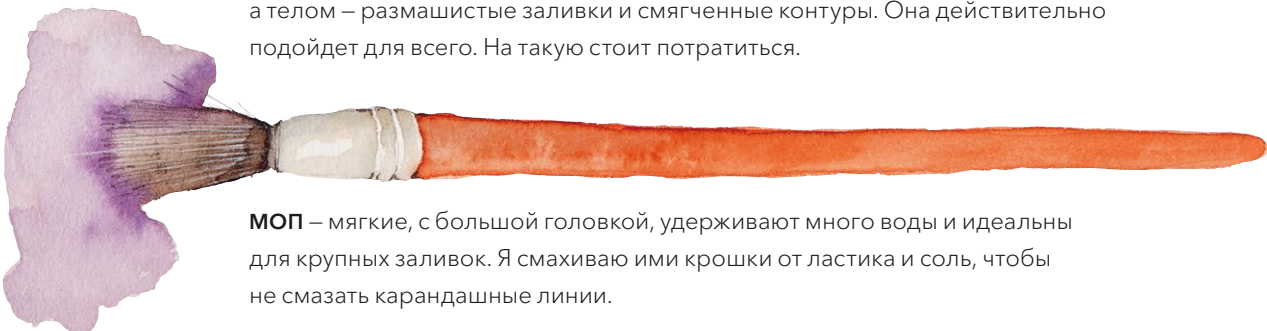 а телом — размашистые заливки и смягченные контуры. Она действительно
подойдет для всего. На такую стоит потратиться.
МОП — мягкие, с большой головкой, удерживают много воды и идеальны
для крупных заливок. Я смахиваю ими крошки от ластика и соль, чтобы
не смазать карандашные линии.